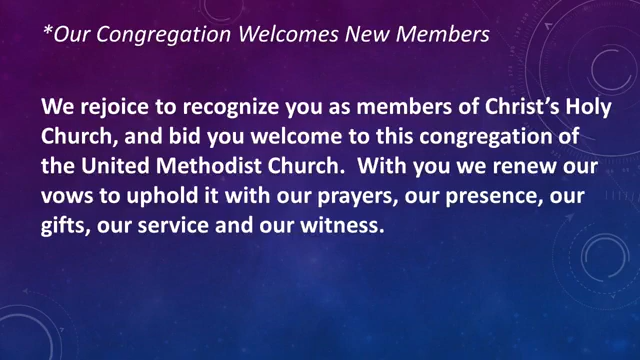 *Our Congregation Welcomes New Members
We rejoice to recognize you as members of Christ’s Holy
Church, and bid you welcome to this congregation of
the United Methodist Church.  With you we renew our
vows to uphold it with our prayers, our presence, our
gifts, our service and our witness.